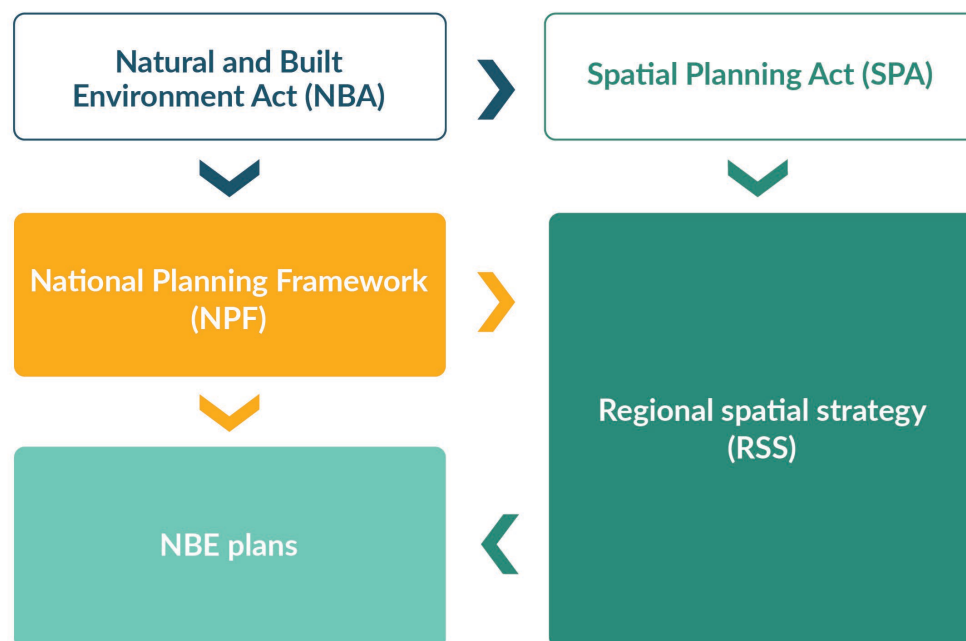 Natural and Built
Environment Act (NBA)
Spatial Planning Act (SPA)
National Planning Framework
(NPF)
Regional spatial strategy
(RSS)
NBE plans